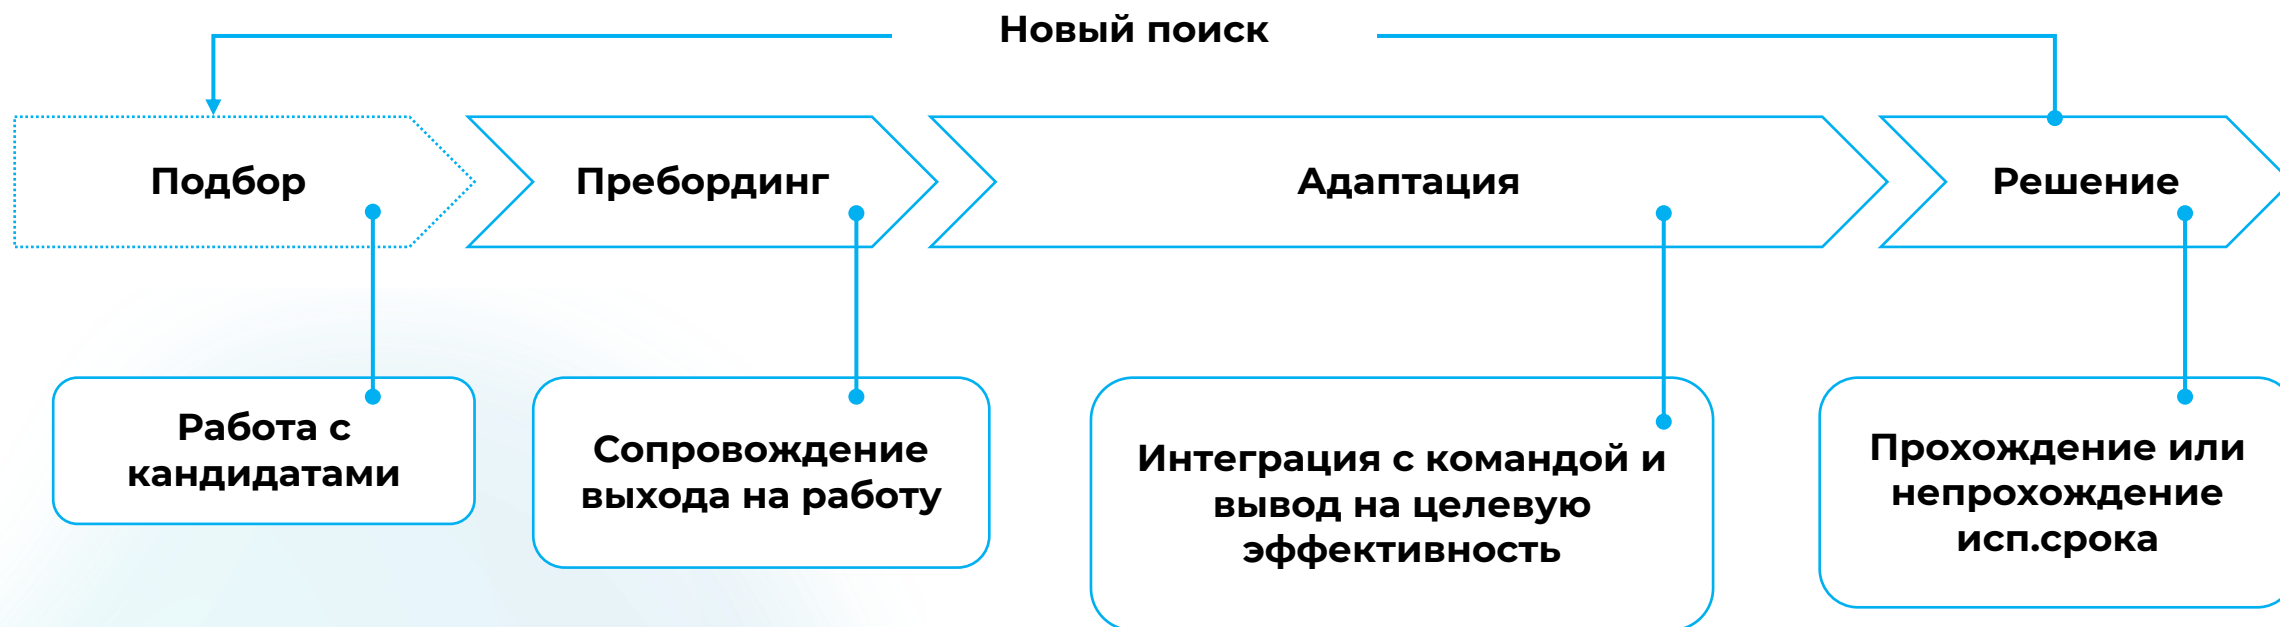 Новый поиск
Подбор
Пребординг
Адаптация
Решение
Работа с
кандидатами
Сопровождение
выхода на работу
Интеграция с командой и
вывод на целевую
эффективность
Прохождение или
непрохождение
исп.срока